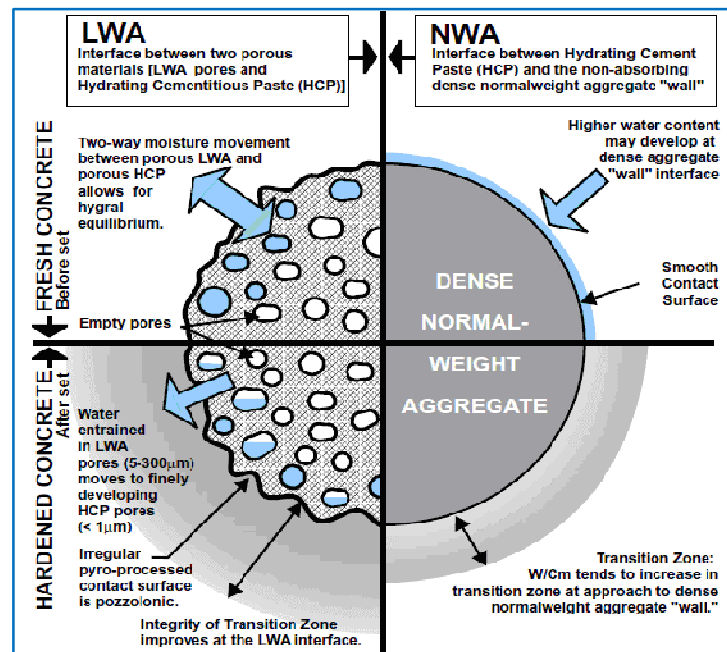 LWA
Interface between two porous
materials [LWA pores and
Hydrating Cementitious Paste (HCP)]
NWA
Interface between Hydrating Cement
Paste (HCP) and the non-absorbing
dense normalweight aggregate "wall"
FRESH CONCRETE
Before set
Two-way moisture movement
between porous LWA and
porous HCP
allows for
hygral
equilibrium.
Empty pores
Higher water content
may develop at
dense aggregate
"wall" interface
Smooth
Contact
Surface
DENSE
NORMAL-
WEIGHT
AGGREGATE
HARDENED CONCRETE
After set
Water
entrained
in LWA
pores (5-300µm)
moves to finely
developing
HCP pores
(< 1µm)
Irregular
pyro-processed
contact surface
is pozzolonic.
Integrity of Transition Zone
improves at the LWA interface.
Transition Zone:
W/Cm tends to increase in
transition zone at approach to dense
normalweight aggregate "wall."